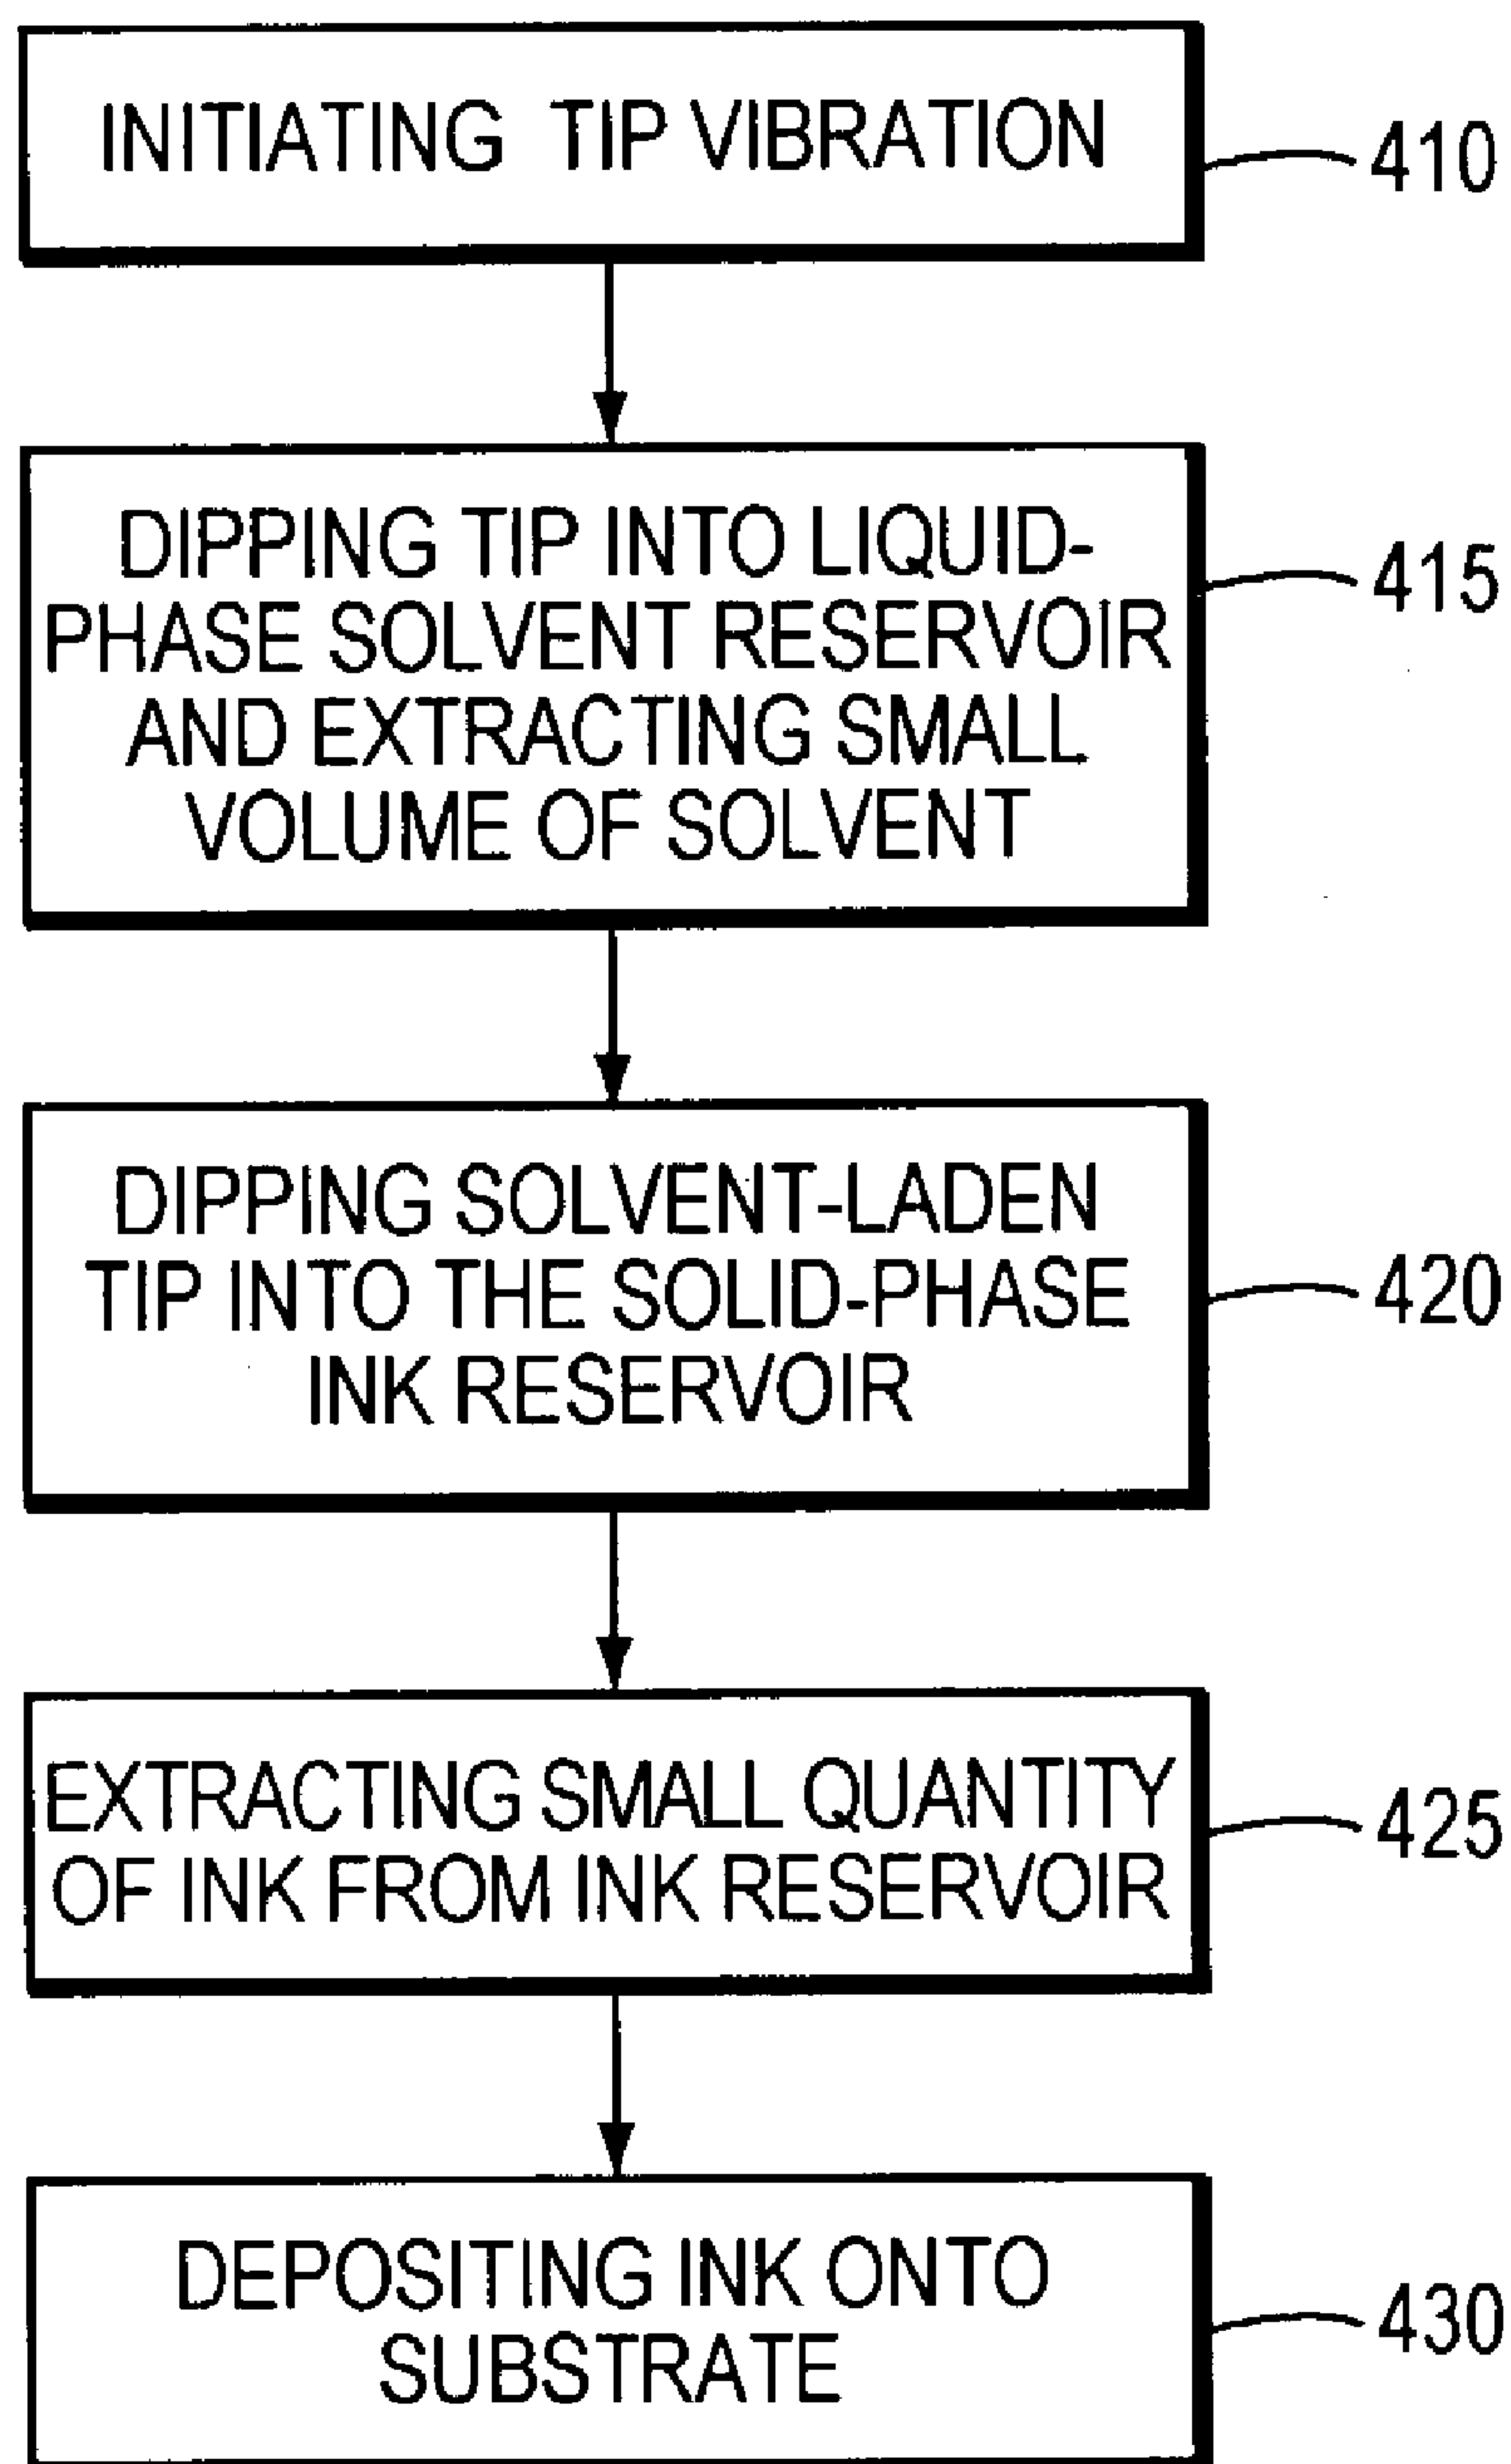 INITIATING TIP VIBRATION
410
DIPPING TIP INTO LIQUID-
PHASE SOLVENT RESERVOIR
AND EXTRACTING SMALL
VOLUME OF SOLVENT
415
DIPPING SOLVENT-LADEN
TIP INTO THE SOLID-PHASE
INK RESERVOIR
420
EXTRACTING SMALL QUANTITY
OF INK FROM INK RESERVOIR
425
DEPOSITING INK ONTO
SUBSTRATE
430